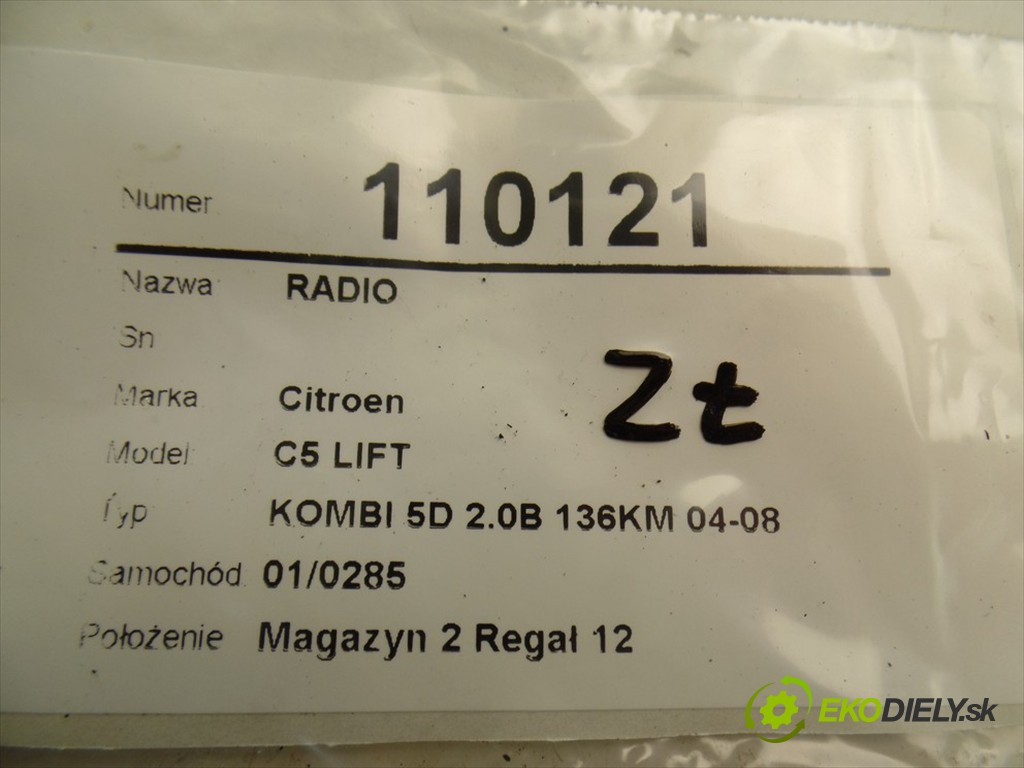 Numer 110121
Nazwa RADIO
Sn
Zt
Marka Citroen
Model C5 LIFT
Typ KOMBI 5D 2.0B 136KM 04-08
Samochód 01/0285
Położenie Magazyn 2 Regał 12
EKODIELY.sk